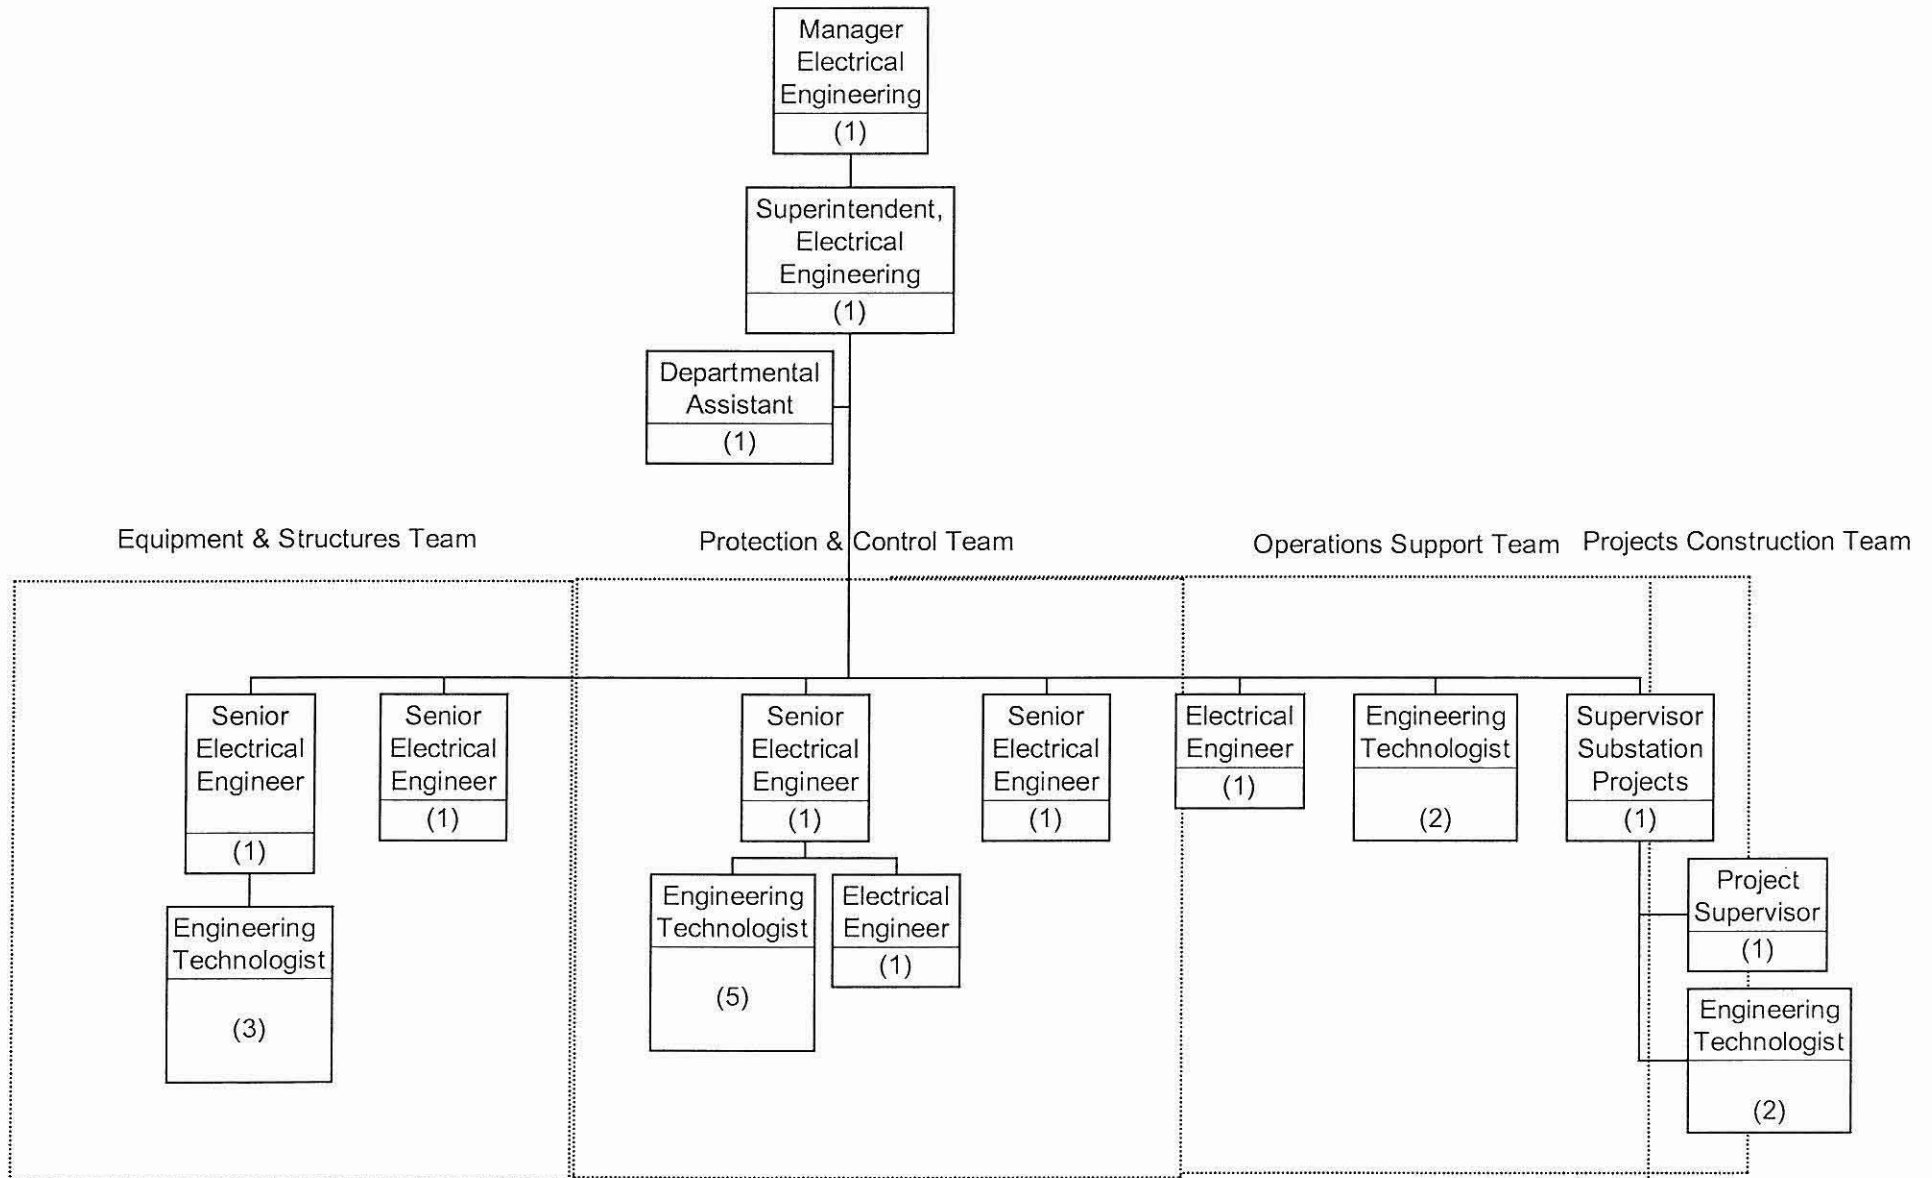 Manager
Electrical
Engineering
(1)
Superintendent,
Electrical
Engineering
(1)
Departmental
Assistant
(1)
Equipment & Structures Team
Protection & Control Team
Operations Support Team
Projects Construction Team
Senior
Electrical
Engineer
(1)
Engineering
Technologist
(3)
Senior
Electrical
Engineer
(1)
Senior
Electrical
Engineer
(1)
Engineering
Technologist
(5)
Electrical
Engineer
(1)
Senior
Electrical
Engineer
(1)
Electrical
Engineer
(1)
Engineering
Technologist
(2)
Supervisor
Substation
Projects
(1)
Project
Supervisor
(1)
Engineering
Technologist
(2)